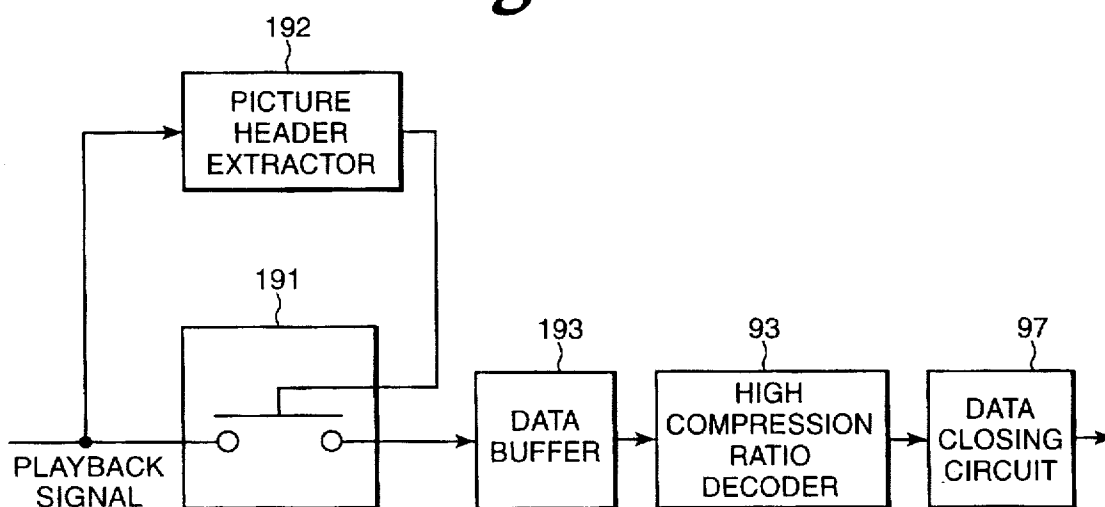 192
PICTURE
HEADER
EXTRACTOR
191
193
93
97
PLAYBACK
SIGNAL
DATA
BUFFER
HIGH
COMPRESSION
RATIO
DECODER
DATA
CLOSING
CIRCUIT